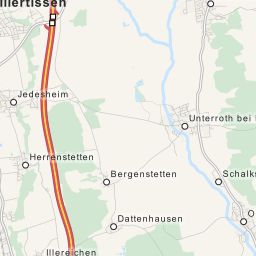 Illertissen
Jedesheim
Unterroth bei
Herrenstetten
Bergenstetten
Schalks
Dattenhausen
Illereichen